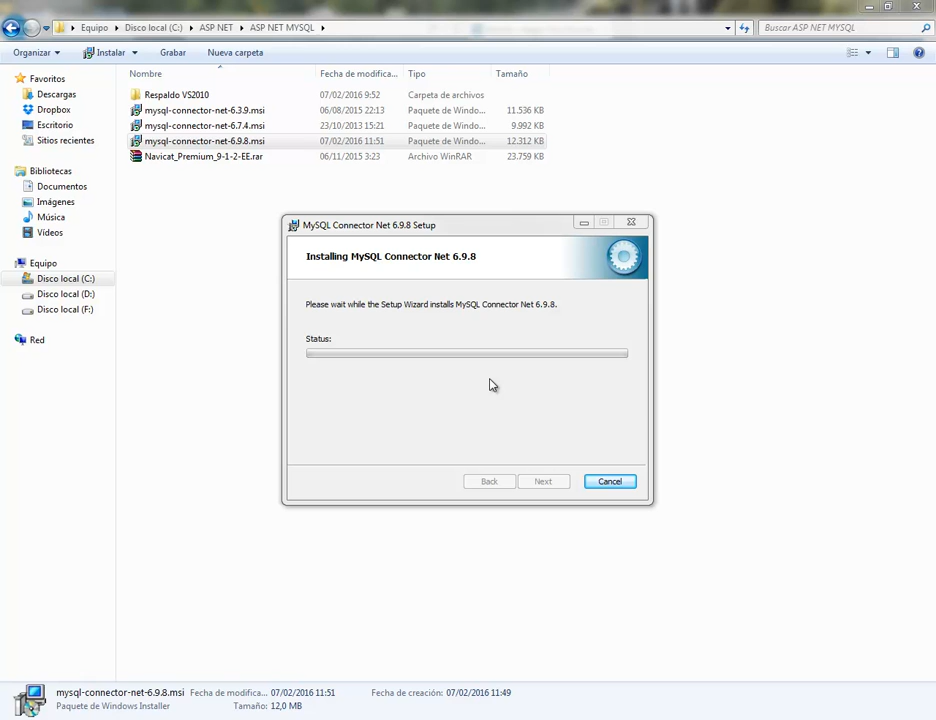 Equipo ▸ Disco local (C:) ▸ ASP NET ▸ ASP NET MYSQL ▸
Buscar ASP NET MYSQL
Organizar Instalar Grabar Nueva carpeta
Favoritos
Descargas
Dropbox
Escritorio
Sitios recientes
Bibliotecas
Documentos
Imágenes
Música
Vídeos
Equipo
Disco local (C:)
Disco local (D:)
Disco local (F:)
Red
Nombre Fecha de modifica... Tipo Tamaño
Respaldo VS2010 07/02/2016 9:52 Carpeta de archivos
mysql-connector-net-6.3.9.msi 06/08/2015 22:13 Paquete de Windo... 11.536 KB
mysql-connector-net-6.7.4.msi 23/10/2013 15:21 Paquete de Windo... 9.992 KB
mysql-connector-net-6.9.8.msi 07/02/2016 11:51 Paquete de Windo... 12.312 KB
Navicat_Premium_9-1-2-EE.rar 06/11/2015 3:23 Archivo WinRAR 23.759 KB
MySQL Connector Net 6.9.8 Setup
Installing MySQL Connector Net 6.9.8
Please wait while the Setup Wizard installs MySQL Connector Net 6.9.8.
Status:
Back Next Cancel
mysql-connector-net-6.9.8.msi Fecha de modifica... 07/02/2016 11:51 Fecha de creación: 07/02/2016 11:49
Paquete de Windows Installer Tamaño: 12,0 MB